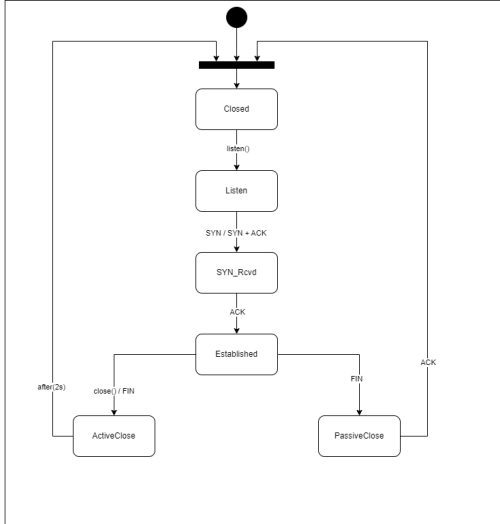 Closed
listen()
Listen
SYN / SYN + ACK
SYN_Rcvd
ACK
Established
close() / FIN
FIN
after(2s)
ACK
ActiveClose
PassiveClose